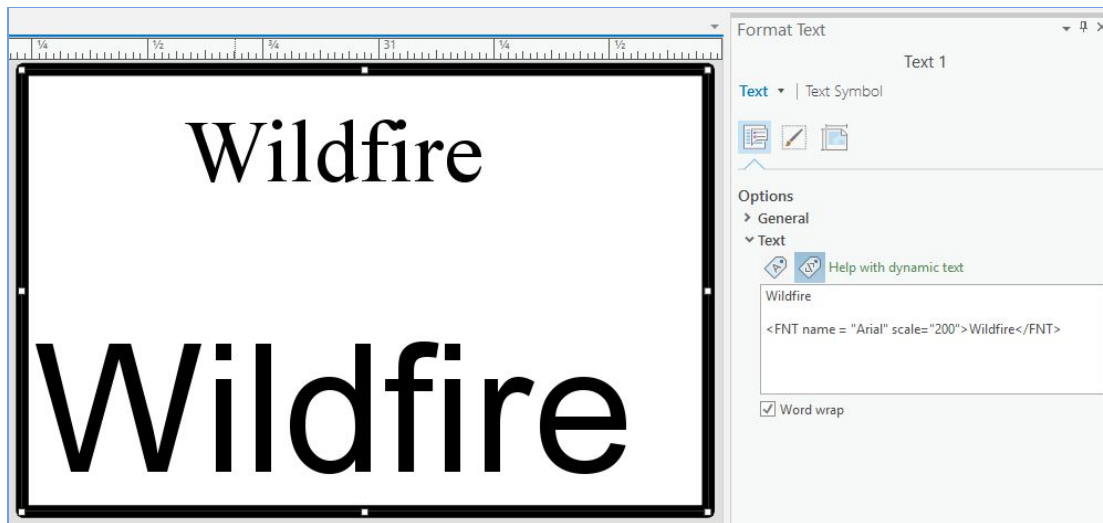 Format Text
¼ ½ ¾ 31 ¼ ½
Text 1
Text | Text Symbol
Wildfire
Wildfire
Options
General
Text
Help with dynamic text
Wildfire
<FNT name = "Arial" scale="200">Wildfire</FNT>
Word wrap